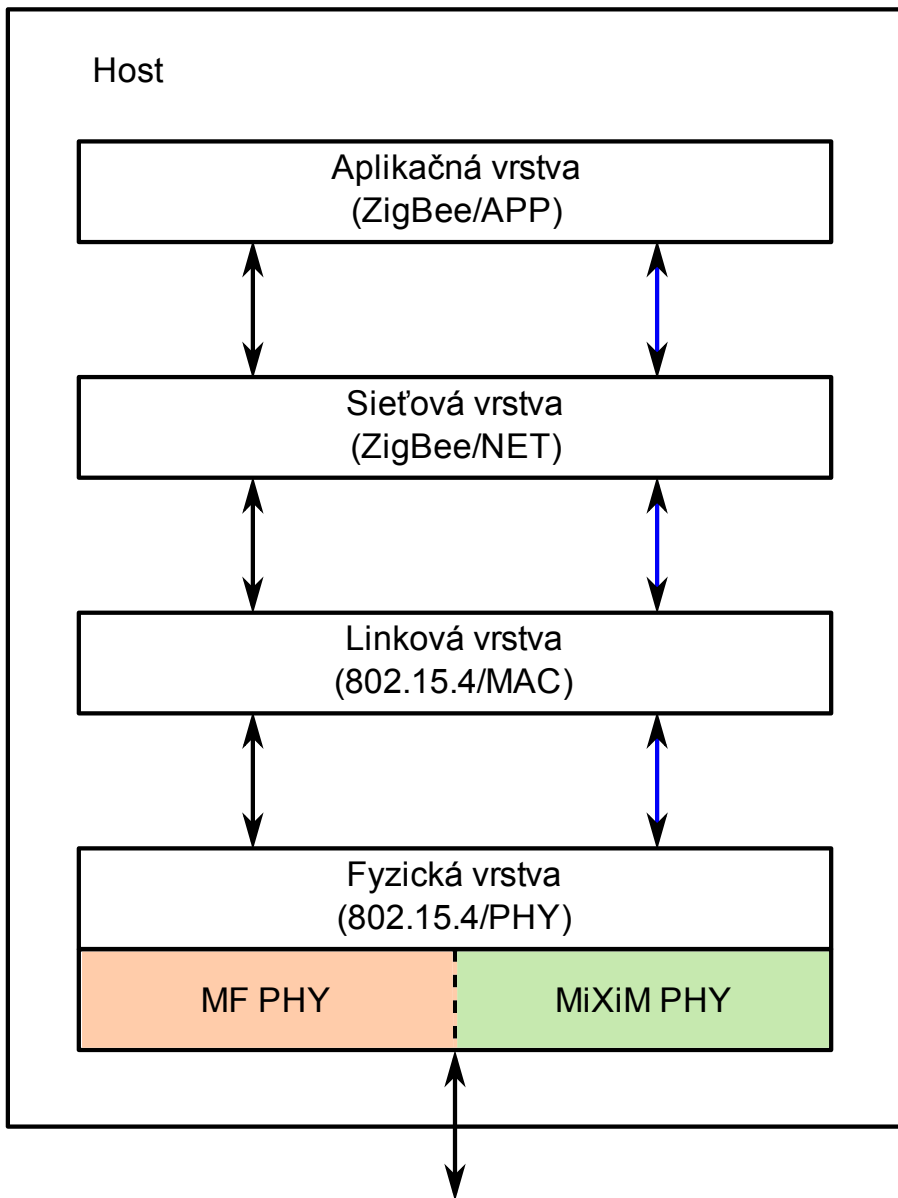 Host
Aplikačná vrstva
(ZigBee/APP)
Sieťová vrstva
(ZigBee/NET)
Linková vrstva
(802.15.4/MAC)
Fyzická vrstva
(802.15.4/PHY)
MF PHY
MiXiM PHY